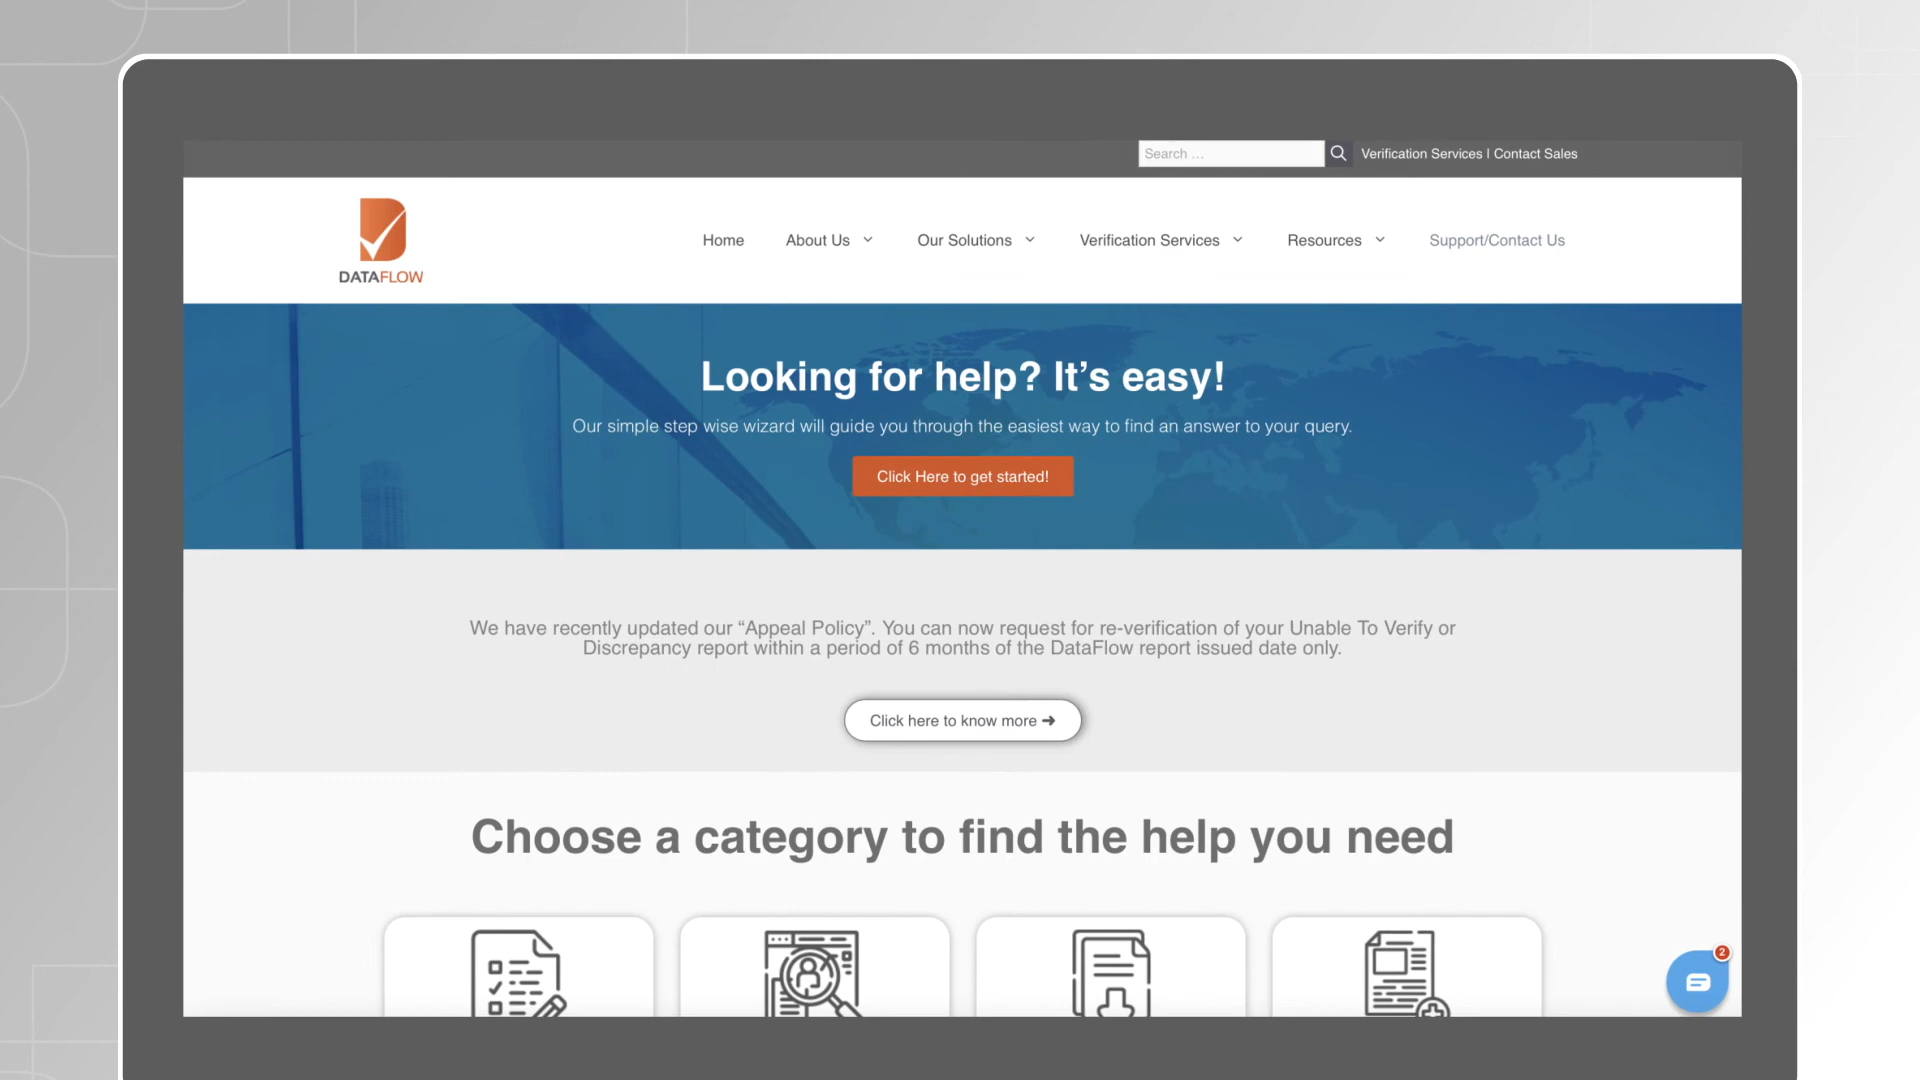 Search ...
Verification Services | Contact Sales
DATAFLOW
Home
About Us
Our Solutions
Verification Services
Resources
Support/Contact Us
Looking for help? It’s easy!
Our simple step wise wizard will guide you through the easiest way to find an answer to your query.
Click Here to get started!
We have recently updated our “Appeal Policy”. You can now request for re-verification of your Unable To Verify or
Discrepancy report within a period of 6 months of the DataFlow report issued date only.
Click here to know more ➔
Choose a category to find the help you need
2